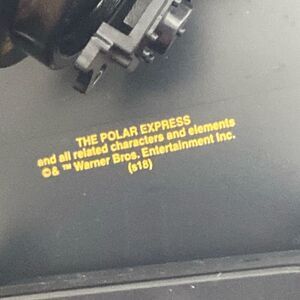 THE POLAR EXPRESS
and all related characters and elements
©& ™ Warner Bros. Entertainment Inc.
(s18)